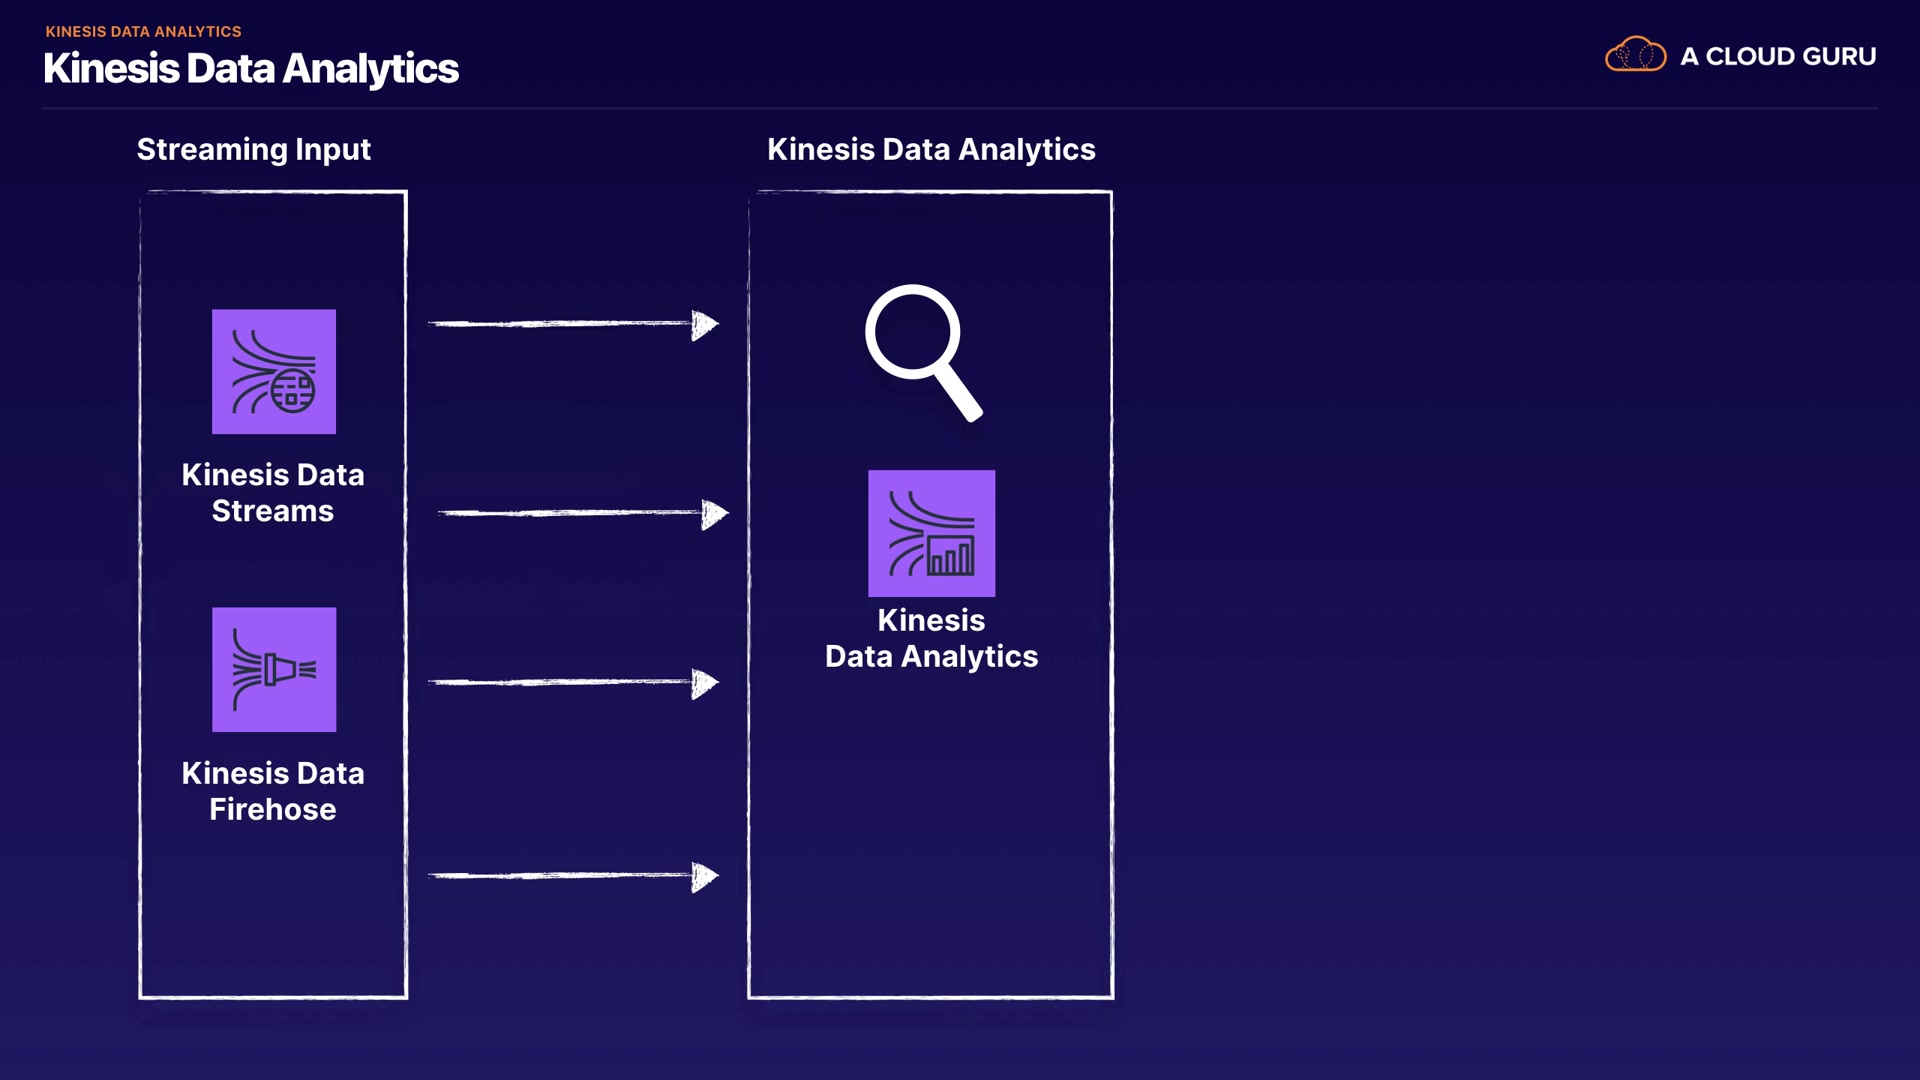 KINESIS DATA ANALYTICS
Kinesis Data Analytics
A CLOUD GURU
Streaming Input
Kinesis Data Analytics
Kinesis Data
Streams
Kinesis Data
Firehose
Kinesis
Data Analytics